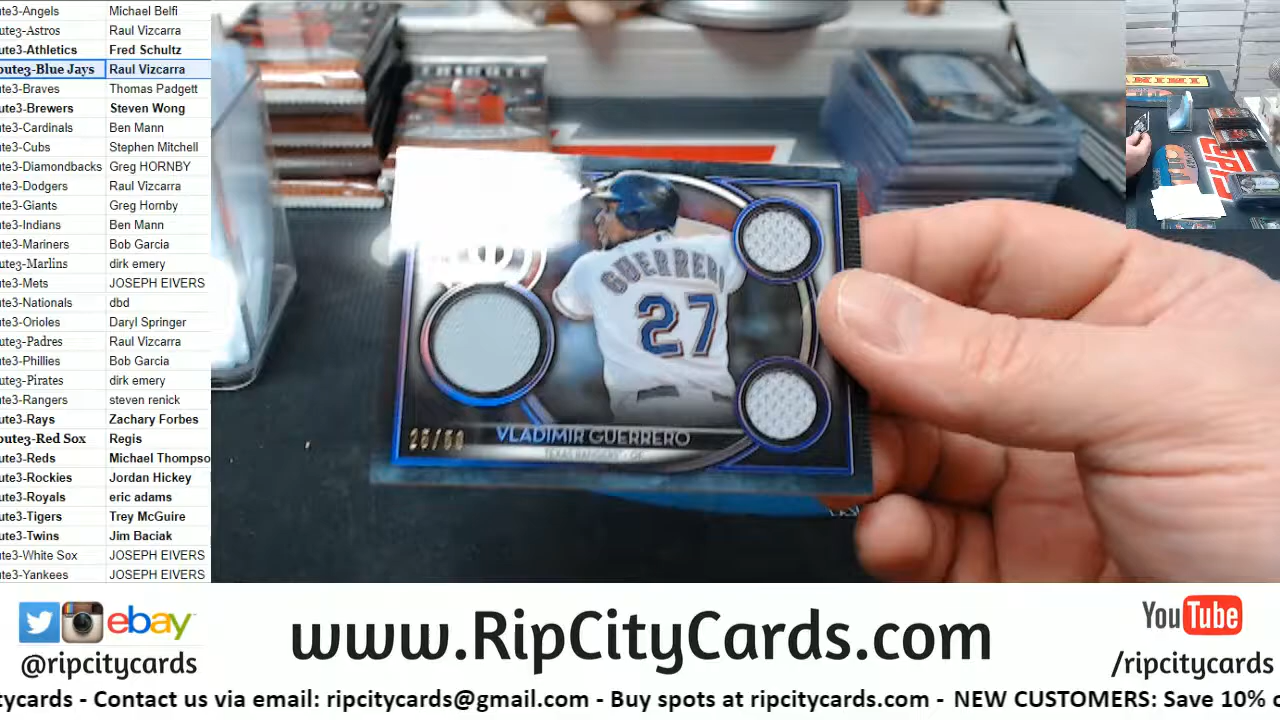 ute3-Angels Michael Belfi
ute3-Astros Raul Vizcarra
ute3-Athletics Fred Schultz
oute3-Blue Jays Raul Vizcarra
ute3-Braves Thomas Padgett
ute3-Brewers Steven Wong
ute3-Cardinals Ben Mann
ute3-Cubs Stephen Mitchell
ute3-Diamondbacks Greg HORNBY
ute3-Dodgers Raul Vizcarra
ute3-Giants Greg Hornby
ute3-Indians Ben Mann
ute3-Mariners Bob Garcia
ute3-Marlins dirk emery
ute3-Mets JOSEPH EIVERS
ute3-Nationals dbd
ute3-Orioles Daryl Springer
ute3-Padres Raul Vizcarra
ute3-Phillies Bob Garcia
ute3-Pirates dirk emery
ute3-Rangers steven renick
ute3-Rays Zachary Forbes
oute3-Red Sox Regis
ute3-Reds Michael Thompso
ute3-Rockies Jordan Hickey
ute3-Royals eric adams
ute3-Tigers Trey McGuire
ute3-Twins Jim Baciak
ute3-White Sox JOSEPH EIVERS
ute3-Yankees JOSEPH EIVERS
TRIBUTE
PANINI
GUERRERO
27
VLADIMIR GUERRERO
TEXAS RANGERS
ebay
@ripcitycards
www.RipCityCards.com
YouTube
/ripcitycards
tycards - Contact us via email: ripcitycards@gmail.com - Buy spots at ripcitycards.com - NEW CUSTOMERS: Save 10% o